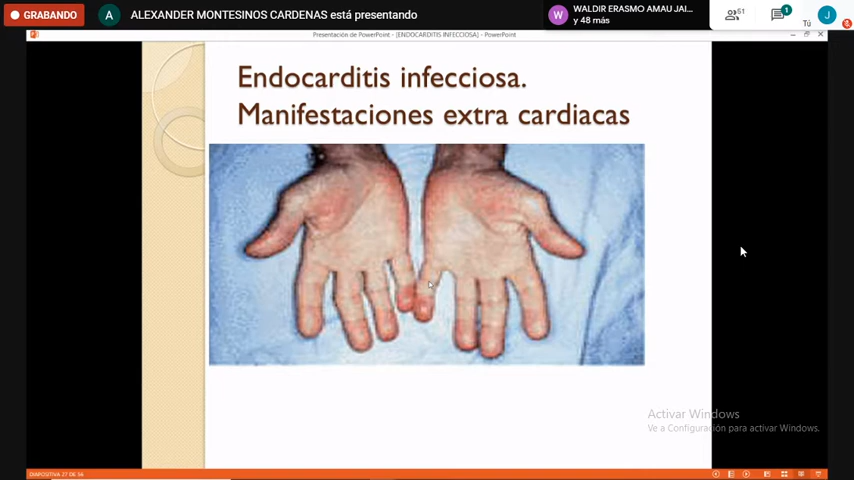 GRABANDO
A
ALEXANDER MONTESINOS CARDENAS está presentando
W
WALDIR ERASMO AMAU JAI...
y 48 más
51
1
Tú
J
Presentación de PowerPoint - [ENDOCARDITIS INFECCIOSA] - PowerPoint
Endocarditis infecciosa.
Manifestaciones extra cardiacas
Activar Windows
Ve a Configuración para activar Windows.
DIAPOSITIVA 27 DE 56